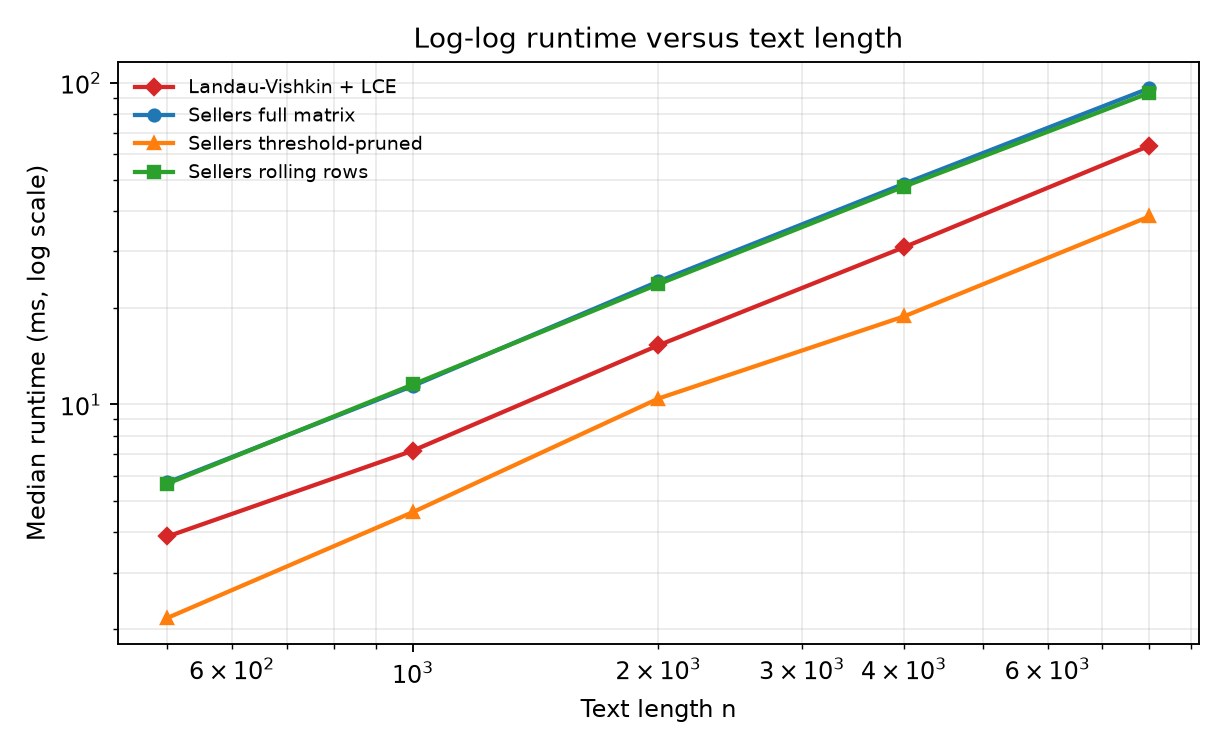 Log-log runtime versus text length
Landau-Vishkin + LCE
Sellers full matrix
Sellers threshold-pruned
Sellers rolling rows
Median runtime (ms, log scale)
10²
10¹
6 × 10² 10³ 2 × 10³ 3 × 10³ 4 × 10³ 6 × 10³
Text length n